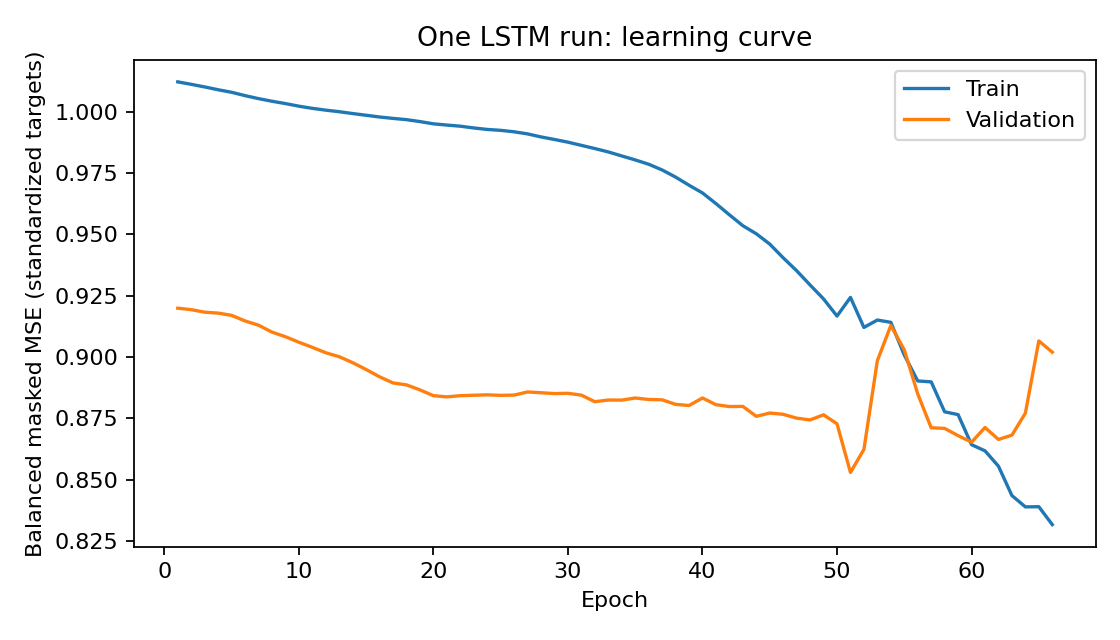 One LSTM run: learning curve
Balanced masked MSE (standardized targets)
1.000
0.975
0.950
0.925
0.900
0.875
0.850
0.825
Train
Validation
0 10 20 30 40 50 60
Epoch